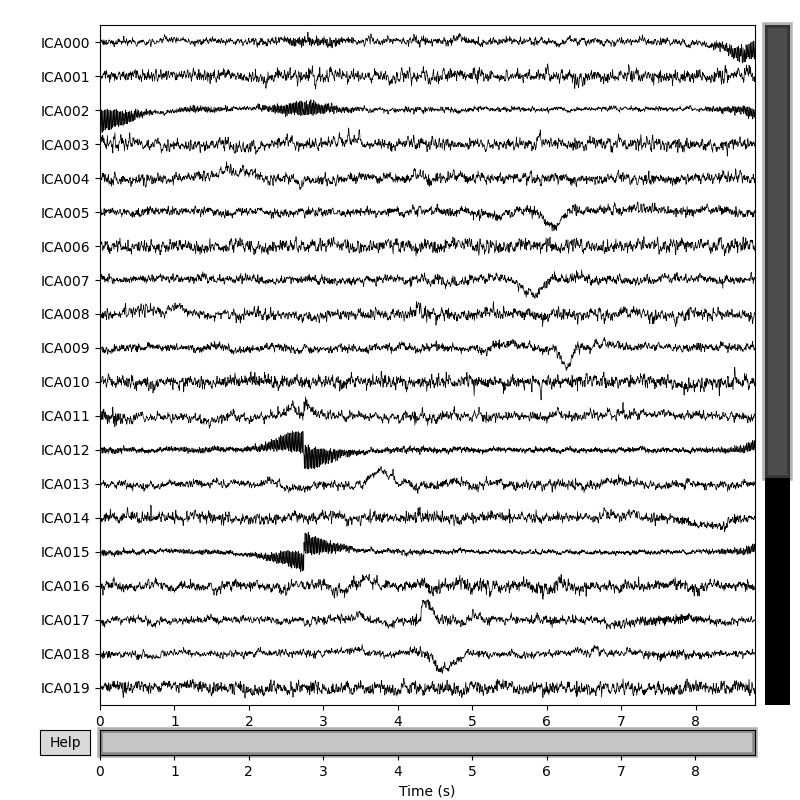 ICA000
ICA001
ICA002
ICA003
ICA004
ICA005
ICA006
ICA007
ICA008
ICA009
ICA010
ICA011
ICA012
ICA013
ICA014
ICA015
ICA016
ICA017
ICA018
ICA019
0 1 2 3 4 5 6 7 8
Help
0 1 2 3 4 5 6 7 8
Time (s)